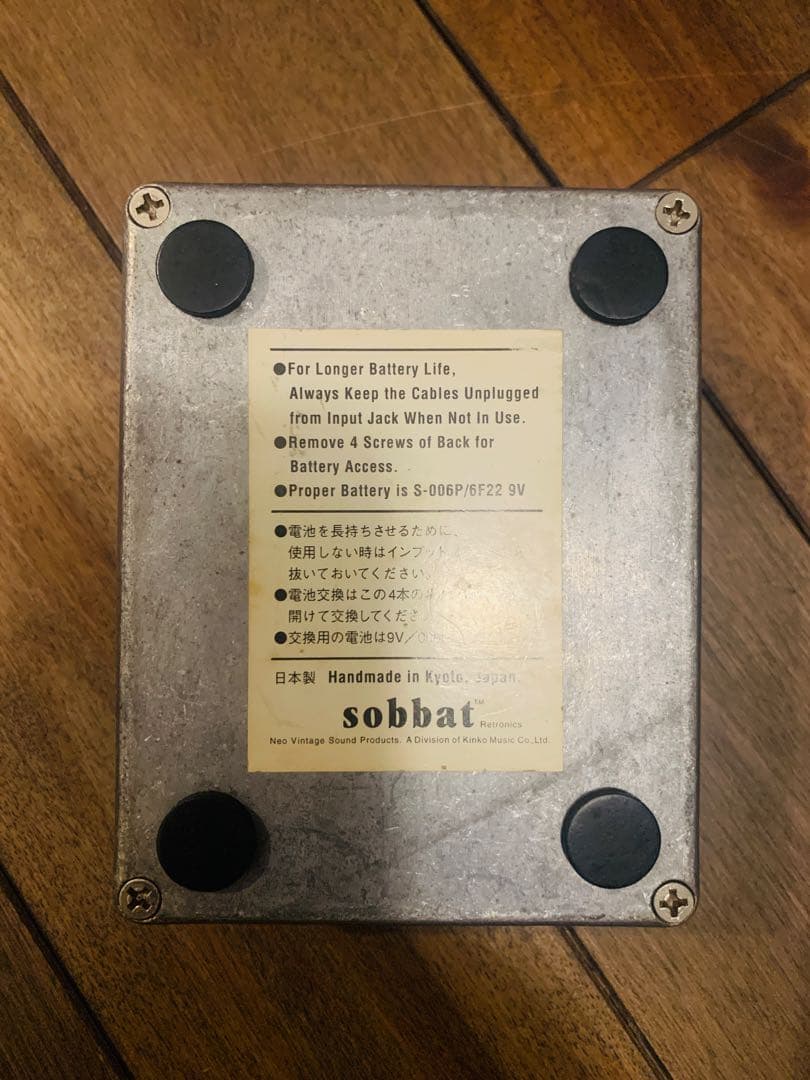 ●For Longer Battery Life,
Always Keep the Cables Unplugged
from Input Jack When Not In Use.
●Remove 4 Screws of Back for
Battery Access.
●Proper Battery is S-006P/6F22 9V
●電池を長持ちさせるために、
使用しない時はインプット
抜いておいてください。
●電池交換はこの4本の
開けて交換してくださ
●交換用の電池は9V／
日本製 Handmade in Kyoto, Japan.
sobbat™ Retronics
Neo Vintage Sound Products. A Division of Kinko Music Co.,Ltd.